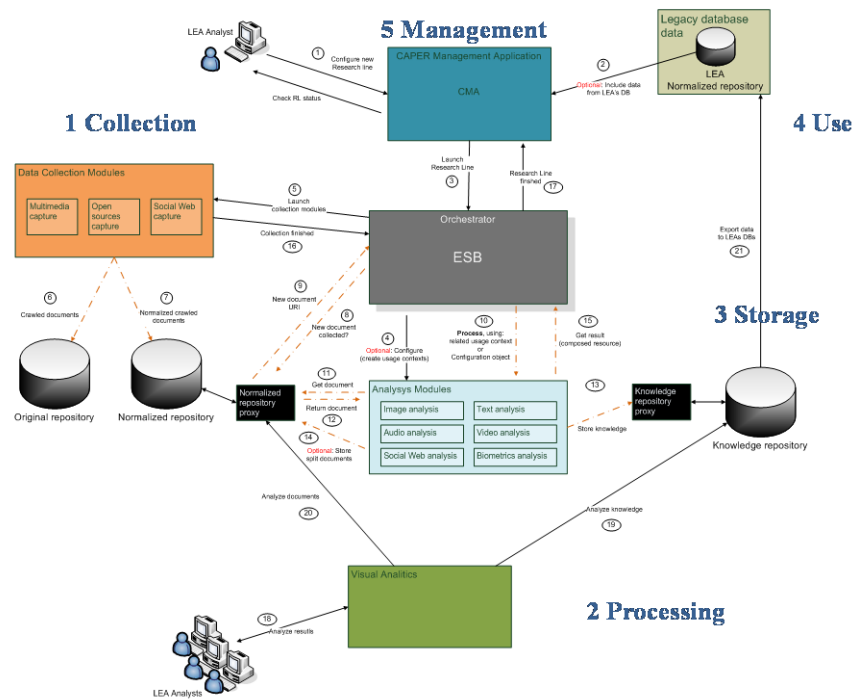 5 Management
LEA Analyst
1
Configure new
Research line
Check RL status
CAPER Management Application
CMA
2
Optional: Include data
from LEA's DB
Legacy database
data
LEA
Normalized repository
1 Collection
4 Use
Data Collection Modules
Multimedia
capture
Open
sources
capture
Social Web
capture
5
Launch
collection modules
Collection finished
16
Launch
Research Line
3
Research Line
finshed
17
Orchestrator
ESB
Export data
to LEAs DBs
21
6
Crawled documents
7
Normalized crawled
documents
9
New document
URI
8
New document
collected?
4
Optional: Configure
(create usage contexts)
10
Process, using:
related usage context
or
Configuration object
15
Get result
(composed resource)
3 Storage
Original repository
Normalized repository
Normalized
repository
proxy
11
Get document
Return document
12
14
Optional: Store
split documents
Analysys Modules
Image analysis
Text analysis
Audio analysis
Video analysis
Social Web analysis
Biometrics analysis
13
Store knowledge
Knowledge
repository
proxy
Knowledge repository
Analyze documents
20
Analyze knowledge
19
Visual Analitics
2 Processing
18
Analyze results
LEA Analysts